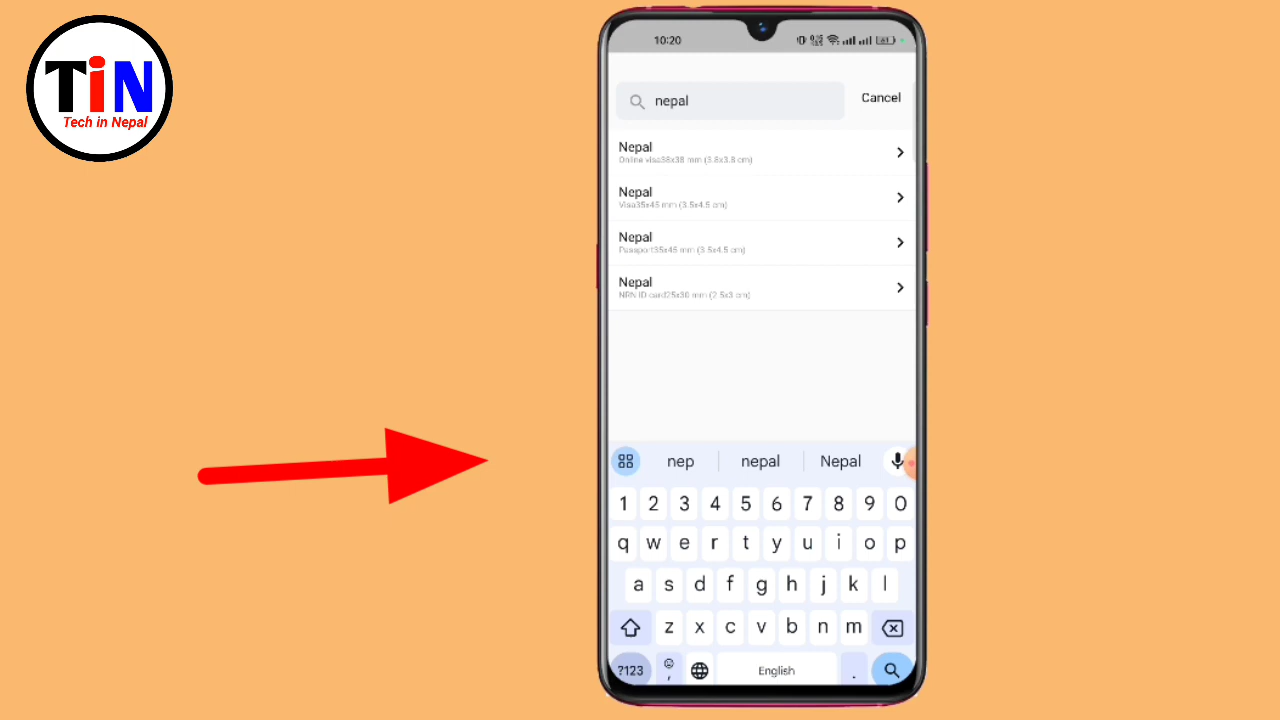 TiN
Tech in Nepal
10:20
nepal
Cancel
Nepal
Online visa38x38 mm (3.8x3.8 cm)
Nepal
Visa35x45 mm (3.5x4.5 cm)
Nepal
Passport35x45 mm (3.5x4.5 cm)
Nepal
NRN ID card25x30 mm (2.5x3 cm)
nep nepal Nepal
1 2 3 4 5 6 7 8 9 0
q w e r t y u i o p
a s d f g h j k l
z x c v b n m
?123 , English .